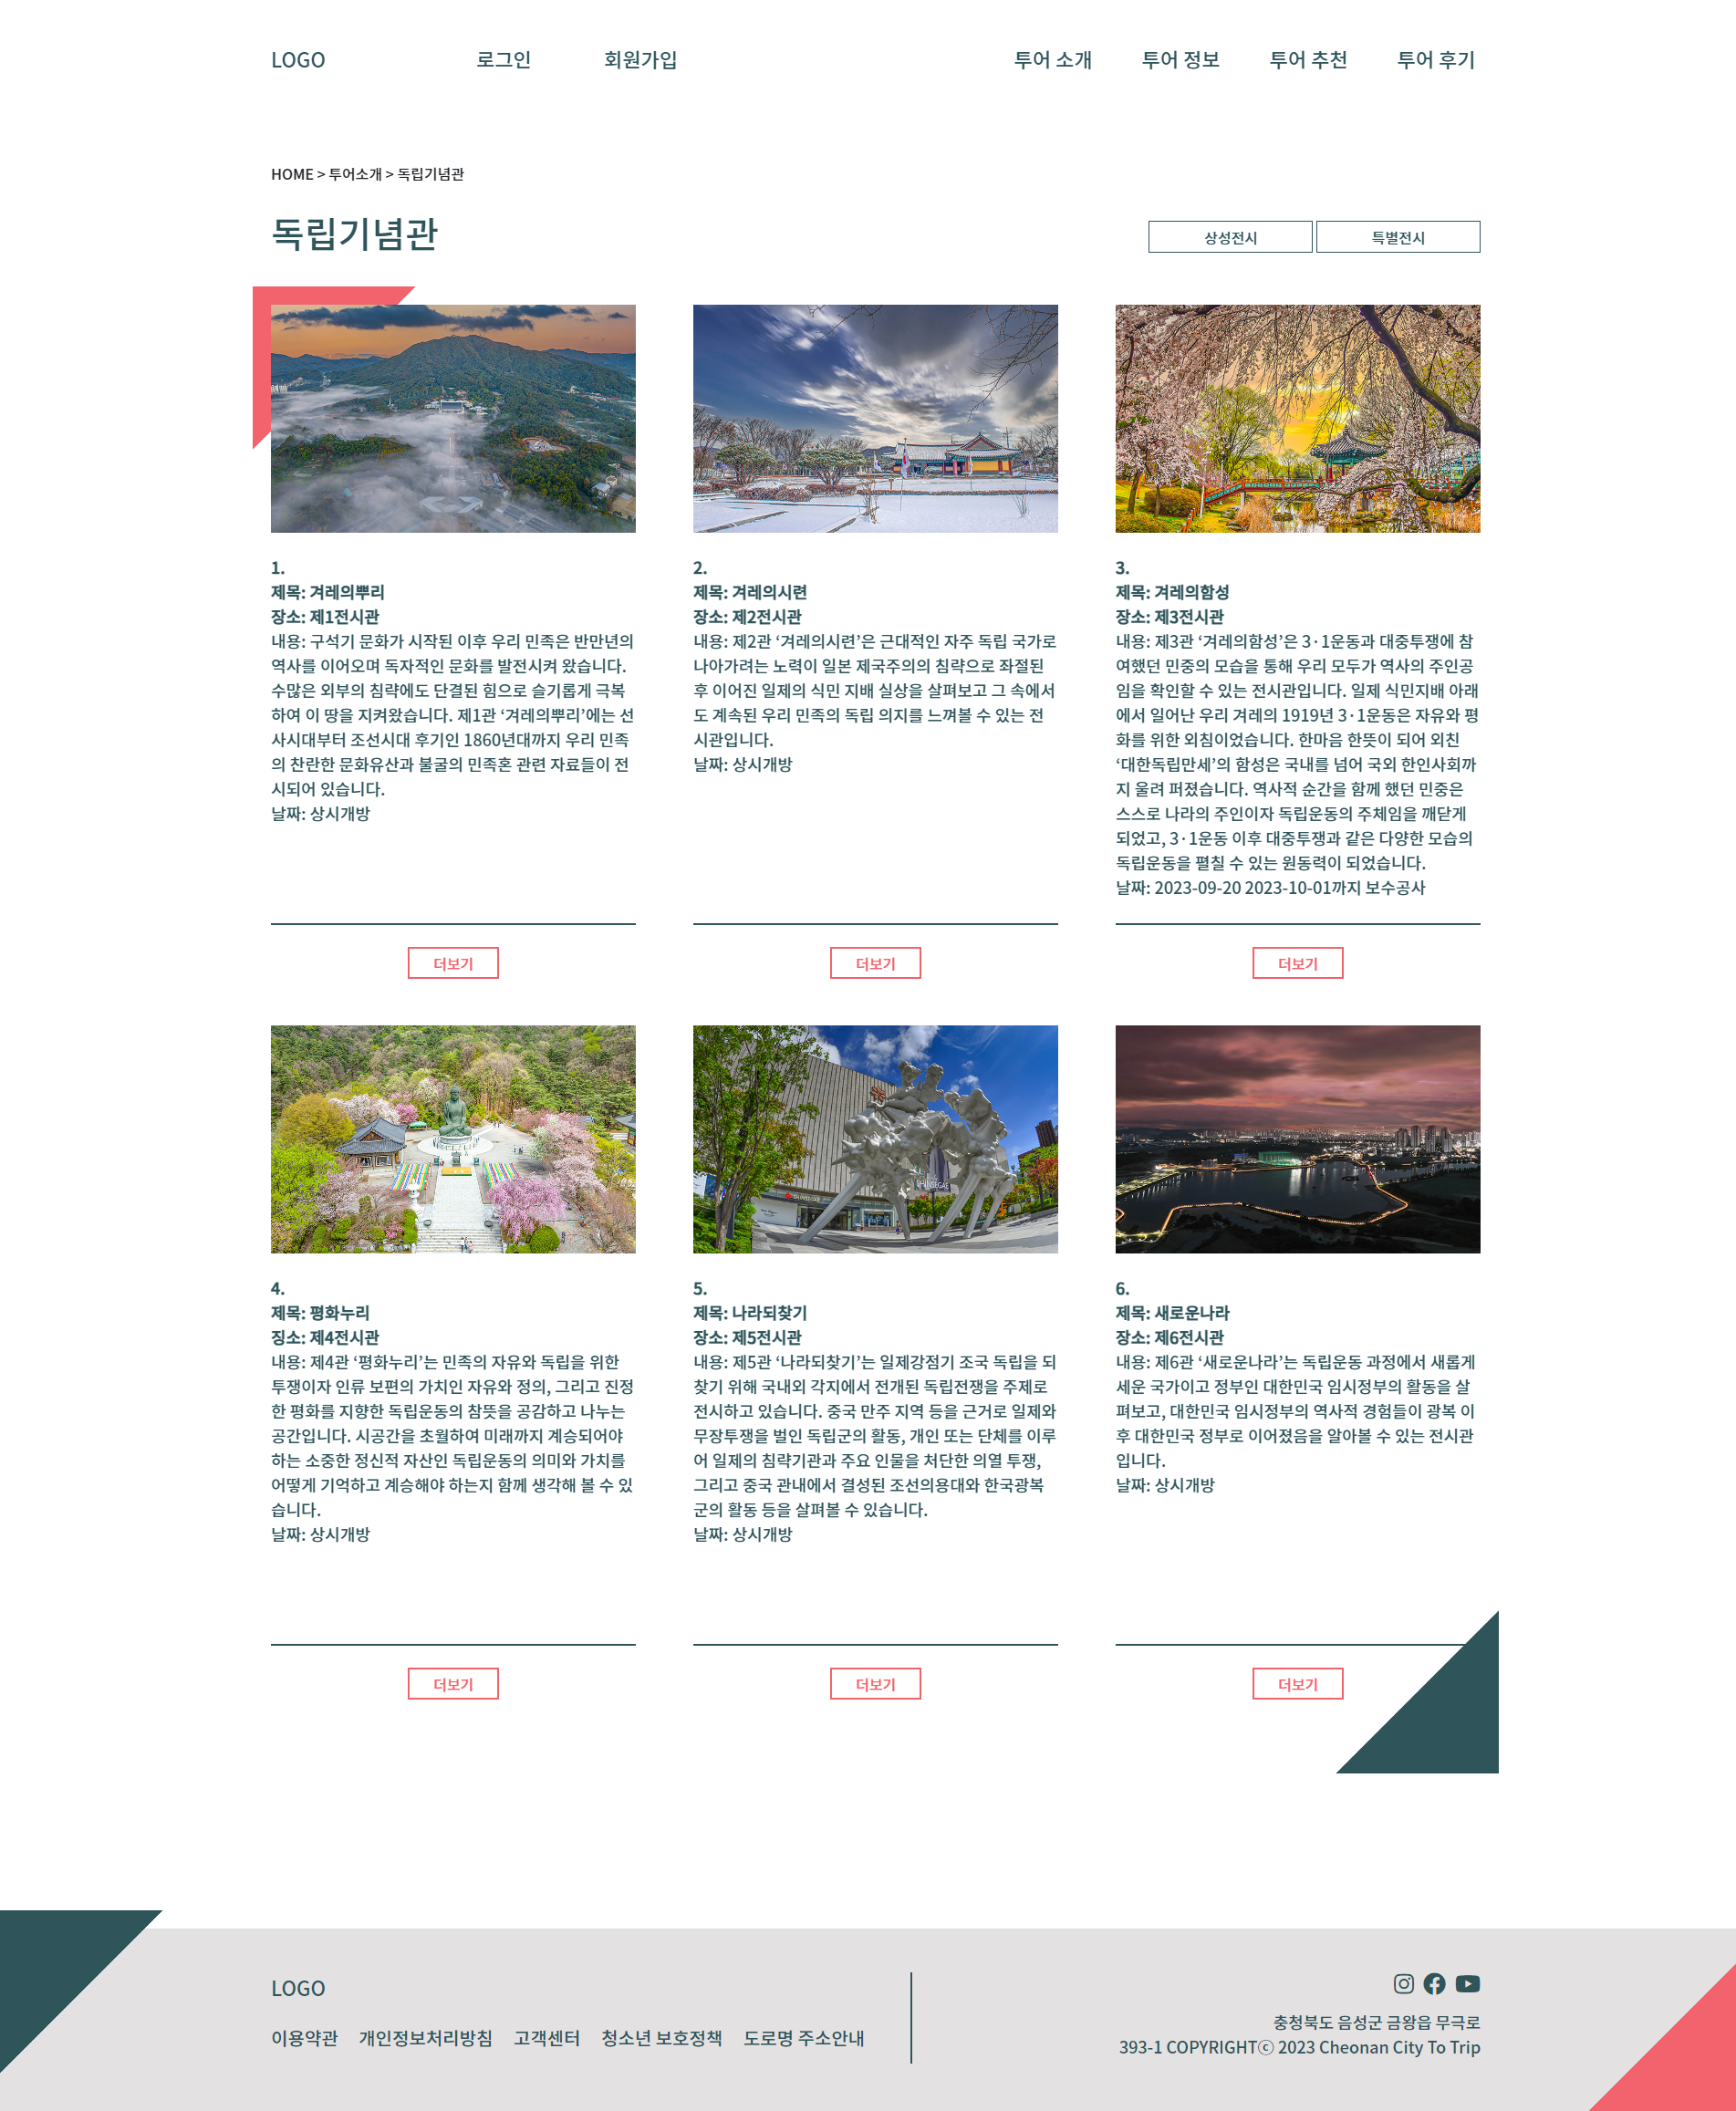 LOGO 로그인 회원가입 투어 소개 투어 정보 투어 추천 투어 후기
HOME > 투어소개 > 독립기념관
독립기념관
상성전시 특별전시
1.
제목: 겨레의뿌리
장소: 제1전시관
내용: 구석기 문화가 시작된 이후 우리 민족은 반만년의
역사를 이어오며 독자적인 문화를 발전시켜 왔습니다.
수많은 외부의 침략에도 단결된 힘으로 슬기롭게 극복
하여 이 땅을 지켜왔습니다. 제1관 ‘겨레의뿌리’에는 선
사시대부터 조선시대 후기인 1860년대까지 우리 민족
의 찬란한 문화유산과 불굴의 민족혼 관련 자료들이 전
시되어 있습니다.
날짜: 상시개방
더보기
2.
제목: 겨레의시련
장소: 제2전시관
내용: 제2관 ‘겨레의시련’은 근대적인 자주 독립 국가로
나아가려는 노력이 일본 제국주의의 침략으로 좌절된
후 이어진 일제의 식민 지배 실상을 살펴보고 그 속에서
도 계속된 우리 민족의 독립 의지를 느껴볼 수 있는 전
시관입니다.
날짜: 상시개방
더보기
3.
제목: 겨레의함성
장소: 제3전시관
내용: 제3관 ‘겨레의함성’은 3·1운동과 대중투쟁에 참
여했던 민중의 모습을 통해 우리 모두가 역사의 주인공
임을 확인할 수 있는 전시관입니다. 일제 식민지배 아래
에서 일어난 우리 겨레의 1919년 3·1운동은 자유와 평
화를 위한 외침이었습니다. 한마음 한뜻이 되어 외친
‘대한독립만세’의 함성은 국내를 넘어 국외 한인사회까
지 울려 퍼졌습니다. 역사적 순간을 함께 했던 민중은
스스로 나라의 주인이자 독립운동의 주체임을 깨닫게
되었고, 3·1운동 이후 대중투쟁과 같은 다양한 모습의
독립운동을 펼칠 수 있는 원동력이 되었습니다.
날짜: 2023-09-20 2023-10-01까지 보수공사
더보기
4.
제목: 평화누리
징소: 제4전시관
내용: 제4관 ‘평화누리’는 민족의 자유와 독립을 위한
투쟁이자 인류 보편의 가치인 자유와 정의, 그리고 진정
한 평화를 지향한 독립운동의 참뜻을 공감하고 나누는
공간입니다. 시공간을 초월하여 미래까지 계승되어야
하는 소중한 정신적 자산인 독립운동의 의미와 가치를
어떻게 기억하고 계승해야 하는지 함께 생각해 볼 수 있
습니다.
날짜: 상시개방
더보기
SHINSEGAE
5.
제목: 나라되찾기
장소: 제5전시관
내용: 제5관 ‘나라되찾기’는 일제강점기 조국 독립을 되
찾기 위해 국내외 각지에서 전개된 독립전쟁을 주제로
전시하고 있습니다. 중국 만주 지역 등을 근거로 일제와
무장투쟁을 벌인 독립군의 활동, 개인 또는 단체를 이루
어 일제의 침략기관과 주요 인물을 처단한 의열 투쟁,
그리고 중국 관내에서 결성된 조선의용대와 한국광복
군의 활동 등을 살펴볼 수 있습니다.
날짜: 상시개방
더보기
6.
제목: 새로운나라
장소: 제6전시관
내용: 제6관 ‘새로운나라’는 독립운동 과정에서 새롭게
세운 국가이고 정부인 대한민국 임시정부의 활동을 살
펴보고, 대한민국 임시정부의 역사적 경험들이 광복 이
후 대한민국 정부로 이어졌음을 알아볼 수 있는 전시관
입니다.
날짜: 상시개방
더보기
LOGO
이용약관 개인정보처리방침 고객센터 청소년 보호정책 도로명 주소안내
충청북도 음성군 금왕읍 무극로
393-1 COPYRIGHTⓒ 2023 Cheonan City To Trip